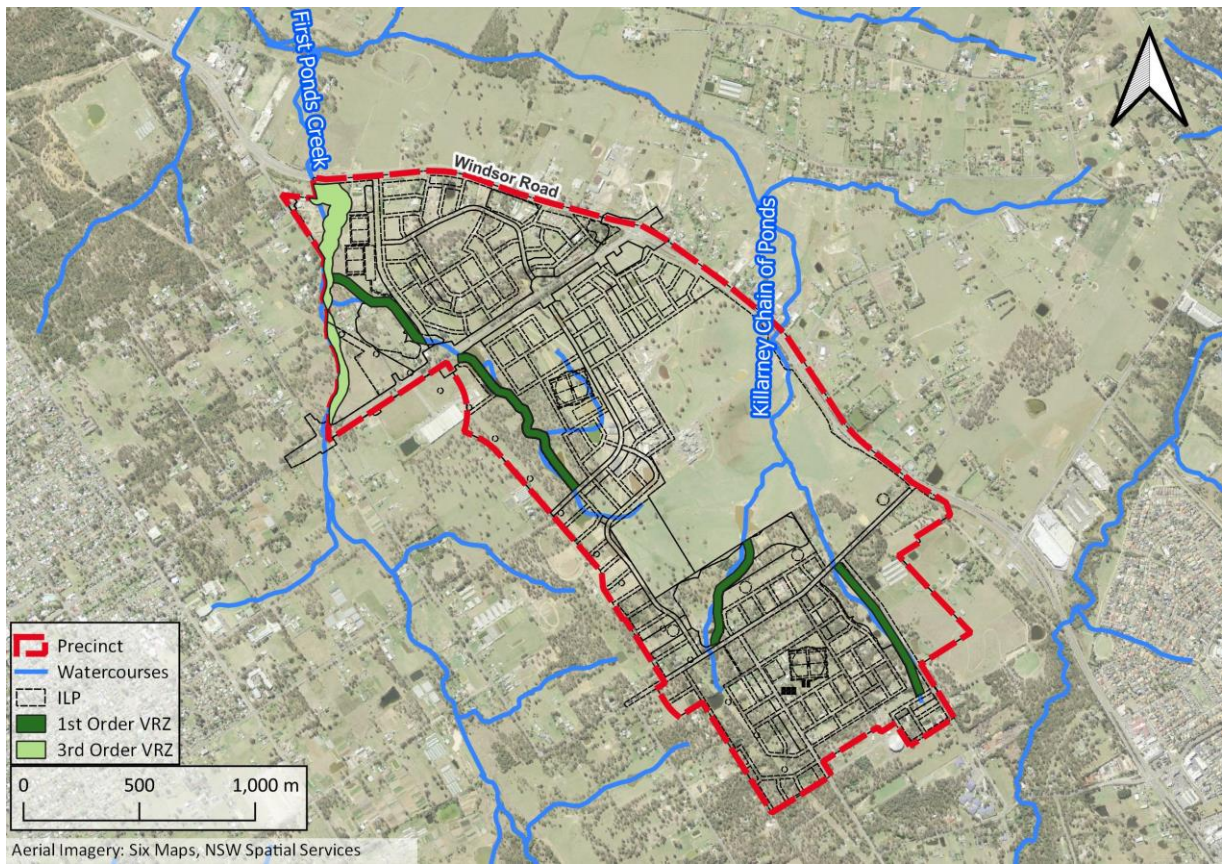 First Ponds Creek
Windsor Road
Killarney Chain of Ponds
Precinct
Watercourses
ILP
1st Order VRZ
3rd Order VRZ
0 500 1,000 m
Aerial Imagery: Six Maps, NSW Spatial Services